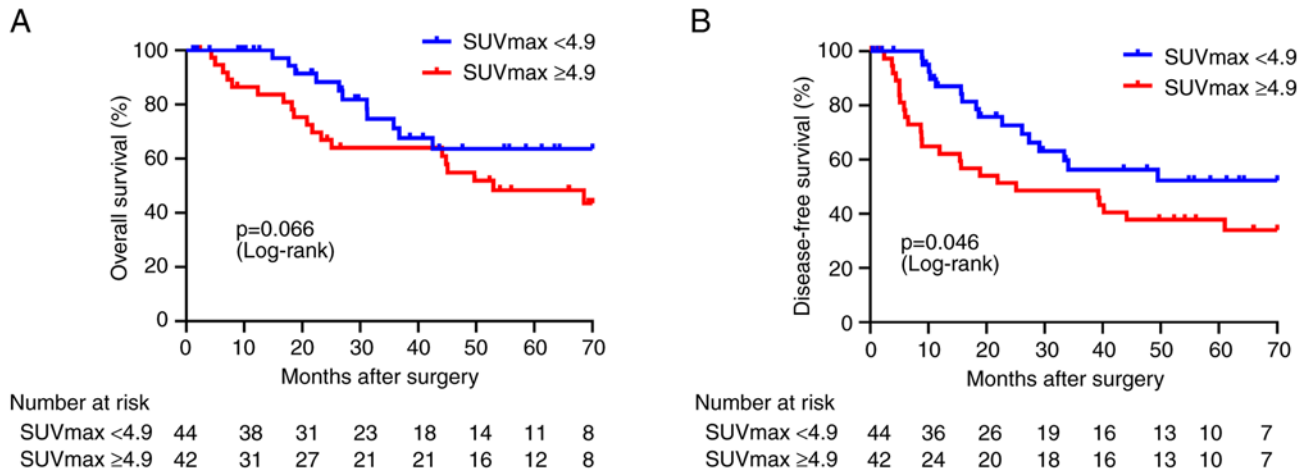 A
Overall survival (%)
100
80
60
40
20
0
SUVmax <4.9
SUVmax ≥4.9
p=0.066
(Log-rank)
0 10 20 30 40 50 60 70
Months after surgery
Number at risk
SUVmax <4.9 44 38 31 23 18 14 11 8
SUVmax ≥4.9 42 31 27 21 21 16 12 8
B
Disease-free survival (%)
100
80
60
40
20
0
SUVmax <4.9
SUVmax ≥4.9
p=0.046
(Log-rank)
0 10 20 30 40 50 60 70
Months after surgery
Number at risk
SUVmax <4.9 44 36 26 19 16 13 10 7
SUVmax ≥4.9 42 24 20 18 16 13 10 7